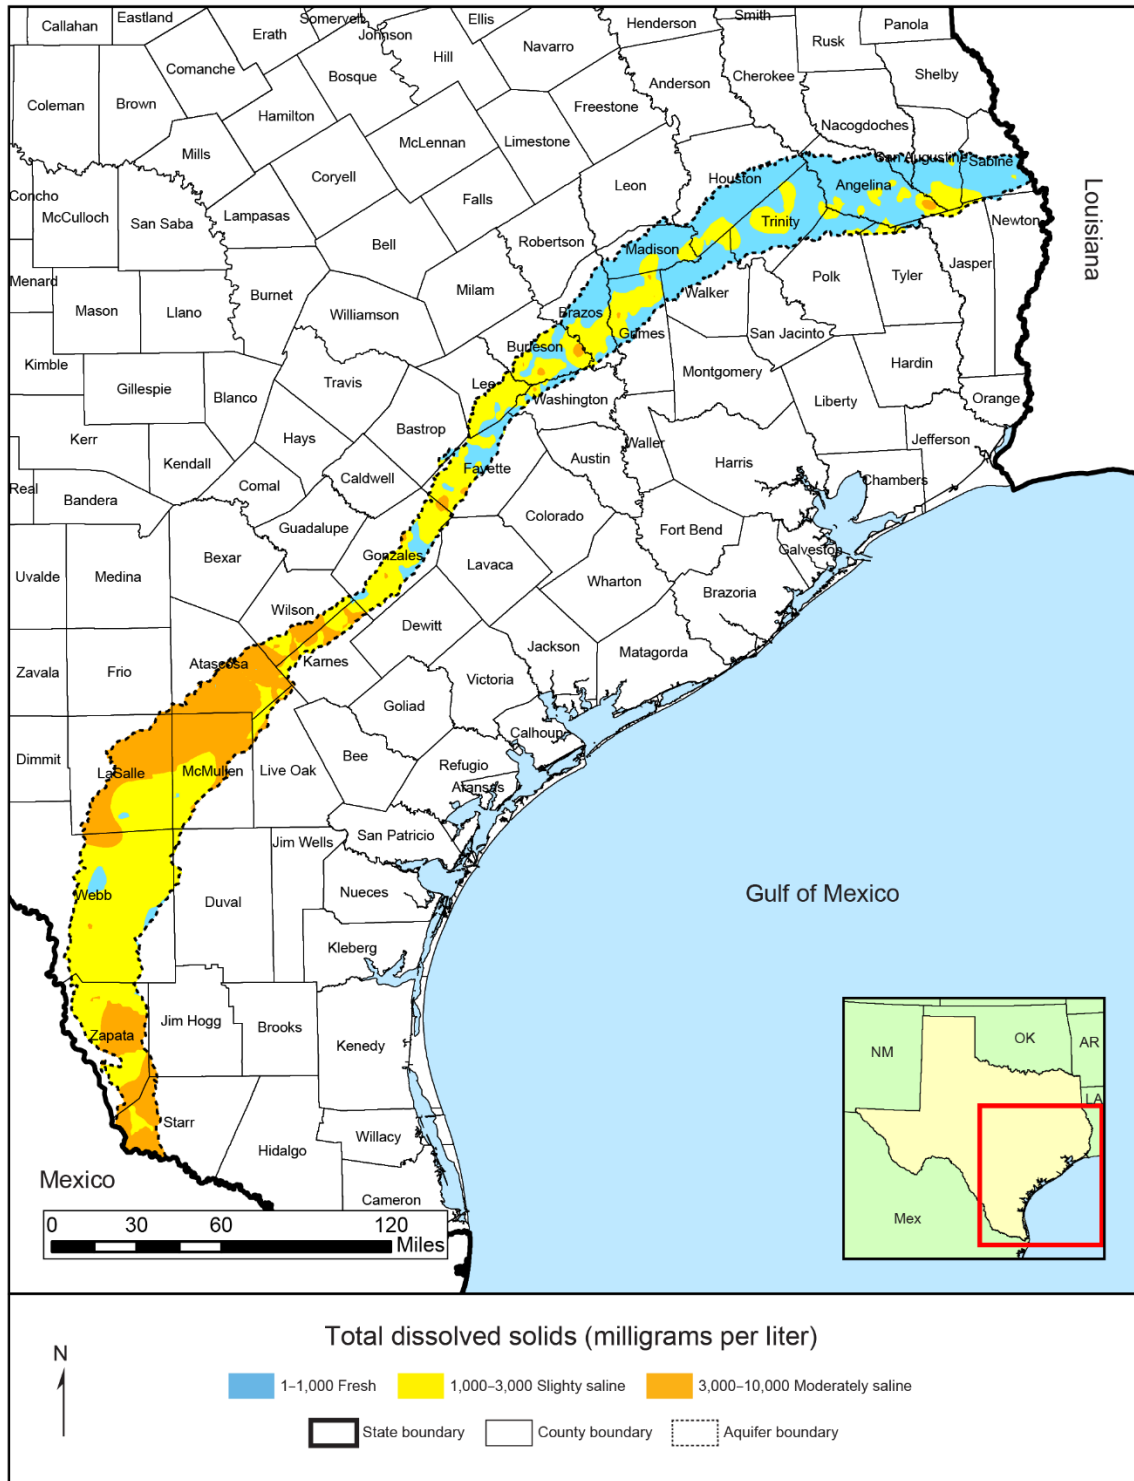 Callahan
Eastland
Somervell
Erath
Johnson
Ellis
Hill
Navarro
Henderson
Smith
Rusk
Panola
Comanche
Bosque
Anderson
Cherokee
Shelby
Coleman
Brown
Hamilton
Freestone
Nacogdoches
McLennan
Limestone
Mills
Coryell
San Augustine
Sabine
Houston
Angelina
Leon
Concho
McCulloch
San Saba
Lampasas
Falls
Trinity
Newton
Louisiana
Bell
Robertson
Madison
Menard
Mason
Llano
Burnet
Milam
Williamson
Brazos
Walker
Polk
Tyler
Jasper
Grimes
San Jacinto
Burleson
Kimble
Gillespie
Blanco
Travis
Lee
Washington
Montgomery
Hardin
Liberty
Orange
Kerr
Hays
Bastrop
Kendall
Fayette
Austin
Waller
Harris
Jefferson
Chambers
Real
Bandera
Comal
Caldwell
Guadalupe
Colorado
Fort Bend
Galveston
Uvalde
Medina
Bexar
Gonzales
Lavaca
Wharton
Brazoria
Wilson
Dewitt
Zavala
Frio
Atascosa
Karnes
Jackson
Matagorda
Victoria
Goliad
Calhoun
Dimmit
LaSalle
McMullen
Live Oak
Bee
Refugio
Aransas
Jim Wells
San Patricio
Webb
Duval
Nueces
Gulf of Mexico
Kleberg
Zapata
Jim Hogg
Brooks
Kenedy
Starr
Hidalgo
Willacy
Cameron
Mexico
0 30 60 120
Miles
NM
OK
AR
LA
Mex
N
Total dissolved solids (milligrams per liter)
1–1,000 Fresh
1,000–3,000 Slighty saline
3,000–10,000 Moderately saline
State boundary
County boundary
Aquifer boundary